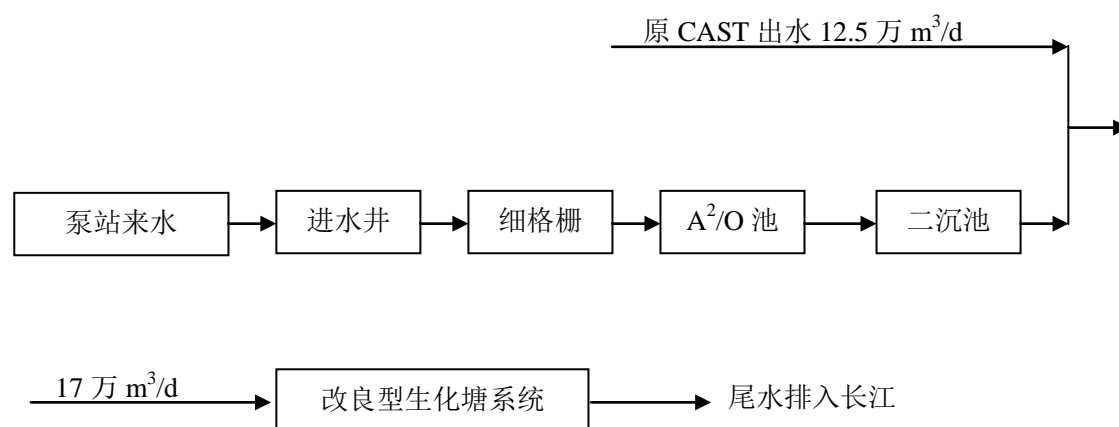 原 CAST 出水 12.5 万 m³/d
泵站来水
进水井
细格栅
A²/O 池
二沉池
17 万 m³/d
改良型生化塘系统
尾水排入长江